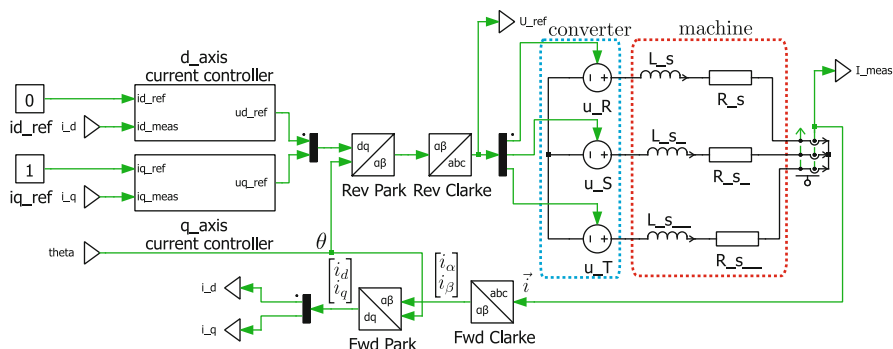 U_ref
converter
machine
d_axis
current controller
L_s
I_meas
0
id_ref
ud_ref
u_R
R_s
id_ref
i_d
id_meas
dq
αβ
αβ
abc
L_s_
1
iq_ref
uq_ref
Rev Park
Rev Clarke
u_S
R_s_
iq_ref
i_q
iq_meas
q_axis
current controller
L_s__
theta
θ
u_T
R_s__
i_d
i_d
i_q
i_α
i_β
i
αβ
dq
abc
αβ
i_q
Fwd Park
Fwd Clarke